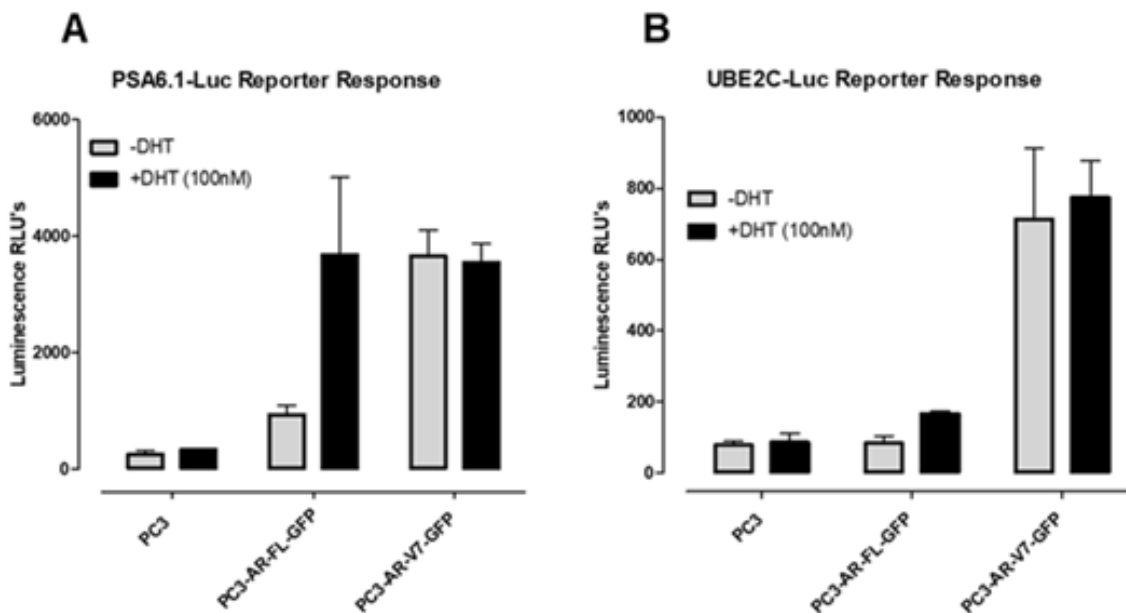 A
PSA6.1-Luc Reporter Response
6000
4000
2000
0
Luminescence RLU's
-DHT
+DHT (100nM)
PC3
PC3-AR-FL-GFP
PC3-AR-V7-GFP
B
UBE2C-Luc Reporter Response
1000
800
600
400
200
0
Luminescence RLU's
-DHT
+DHT (100nM)
PC3
PC3-AR-FL-GFP
PC3-AR-V7-GFP